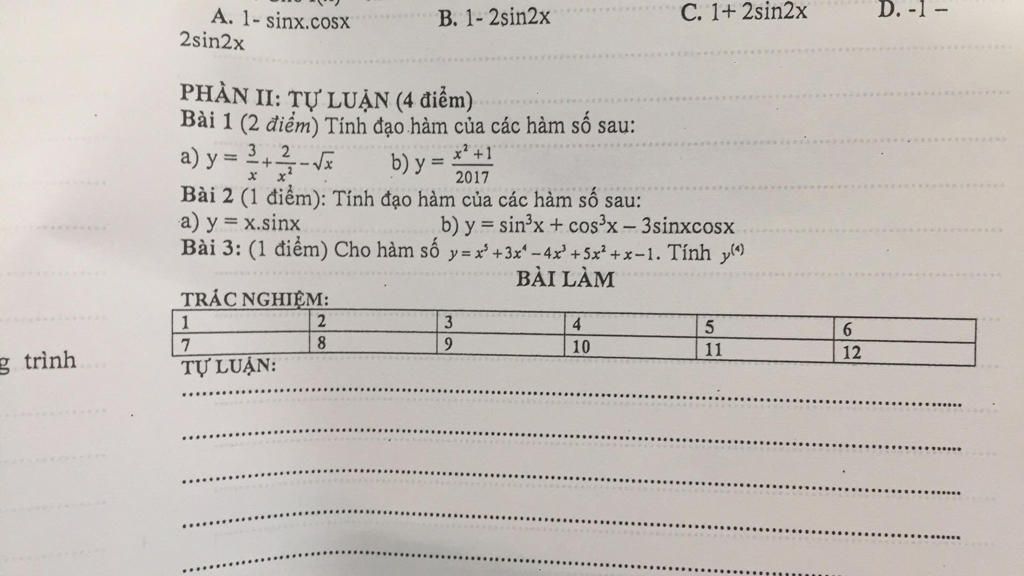 A. 1- sinx.cosx B. 1- 2sin2x C. 1+ 2sin2x D. -1 –
2sin2x
PHẦN II: TỰ LUẬN (4 điểm)
Bài 1 (2 điểm) Tính đạo hàm của các hàm số sau:
a) y = 3/x + 2/x² − √x b) y = x² +1 / 2017
Bài 2 (1 điểm): Tính đạo hàm của các hàm số sau:
a) y = x.sinx b) y = sin³x + cos³x – 3sinxcosx
Bài 3: (1 điểm) Cho hàm số y = x⁵ +3x⁴ −4x³ +5x² + x−1. Tính y⁽⁴⁾
BÀI LÀM
TRẮC NGHIỆM:
1 2 3 4 5 6
7 8 9 10 11 12
g trình
TỰ LUẬN: